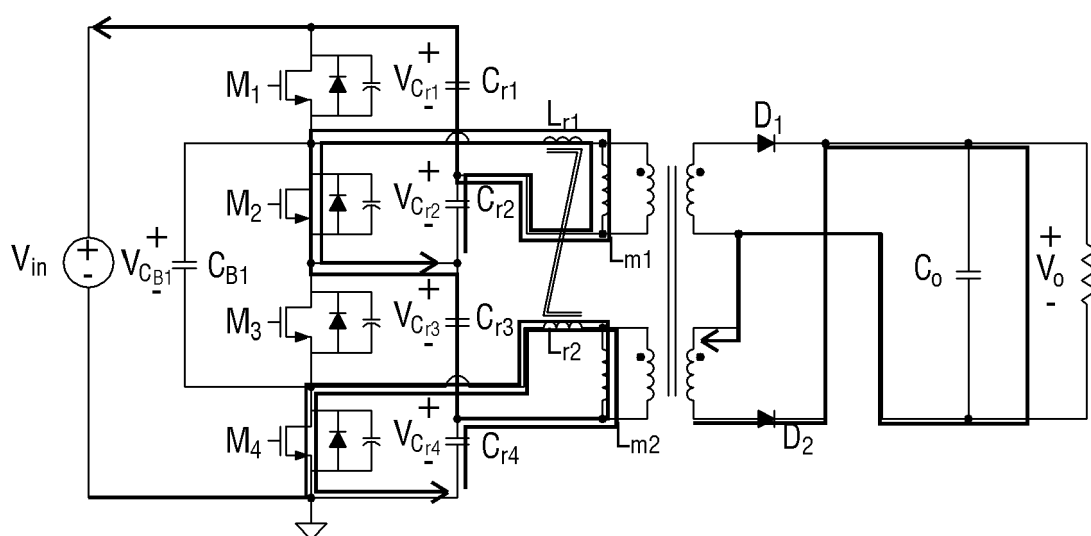 M1
+
VCr1
-
Cr1
Lr1
D1
M2
+
VCr2
-
Cr2
Lm1
Vin
+
-
+
VCB1
-
CB1
Co
+
Vo
-
M3
+
VCr3
-
Cr3
Lr2
M4
+
VCr4
-
Cr4
Lm2
D2